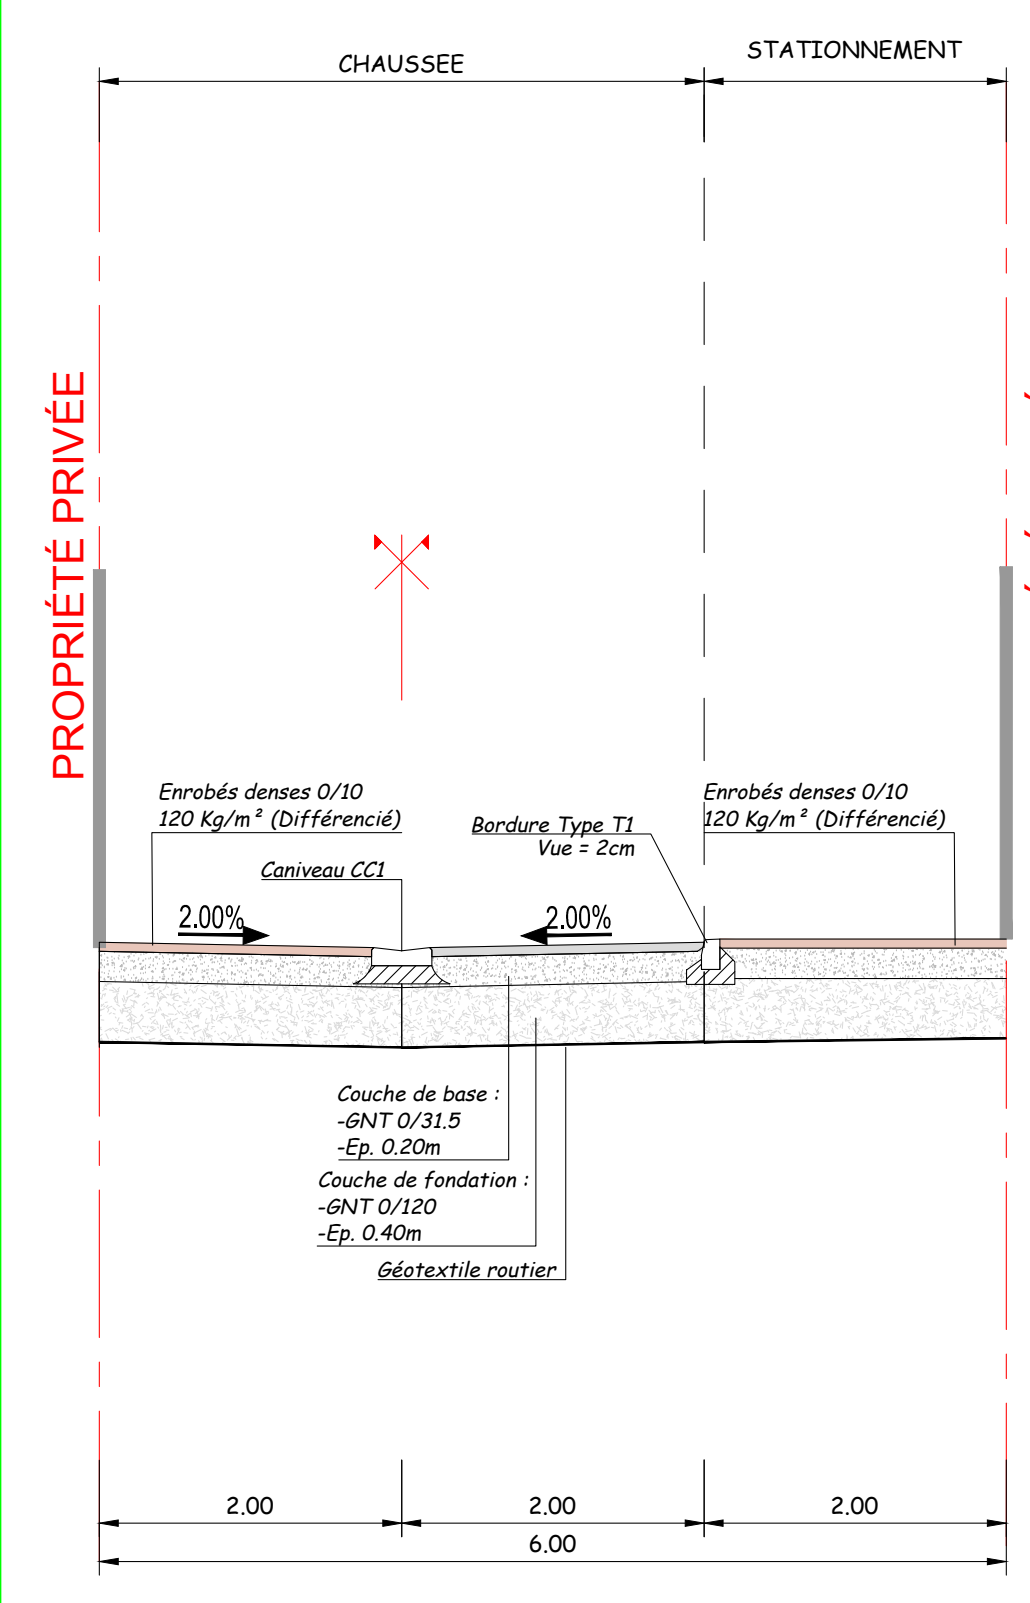 CHAUSSEE
STATIONNEMENT
PROPRIÉTÉ PRIVÉE
Enrobés denses 0/10
120 Kg/m² (Différencié)
Enrobés denses 0/10
120 Kg/m² (Différencié)
Bordure Type T1
Vue = 2cm
Caniveau CC1
2.00%
2.00%
Couche de base :
-GNT 0/31.5
-Ep. 0.20m
Couche de fondation :
-GNT 0/120
-Ep. 0.40m
Géotextile routier
2.00
2.00
2.00
6.00